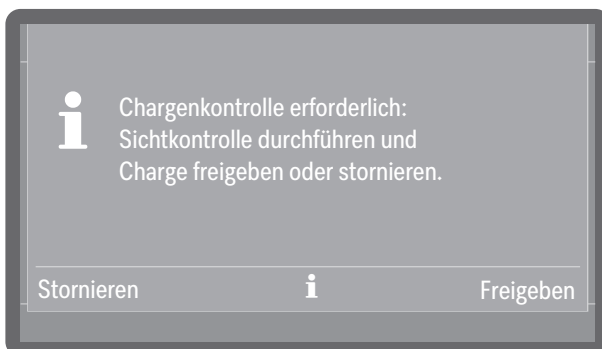 Chargenkontrolle erforderlich:
Sichtkontrolle durchführen und
Charge freigeben oder stornieren.
Stornieren i Freigeben